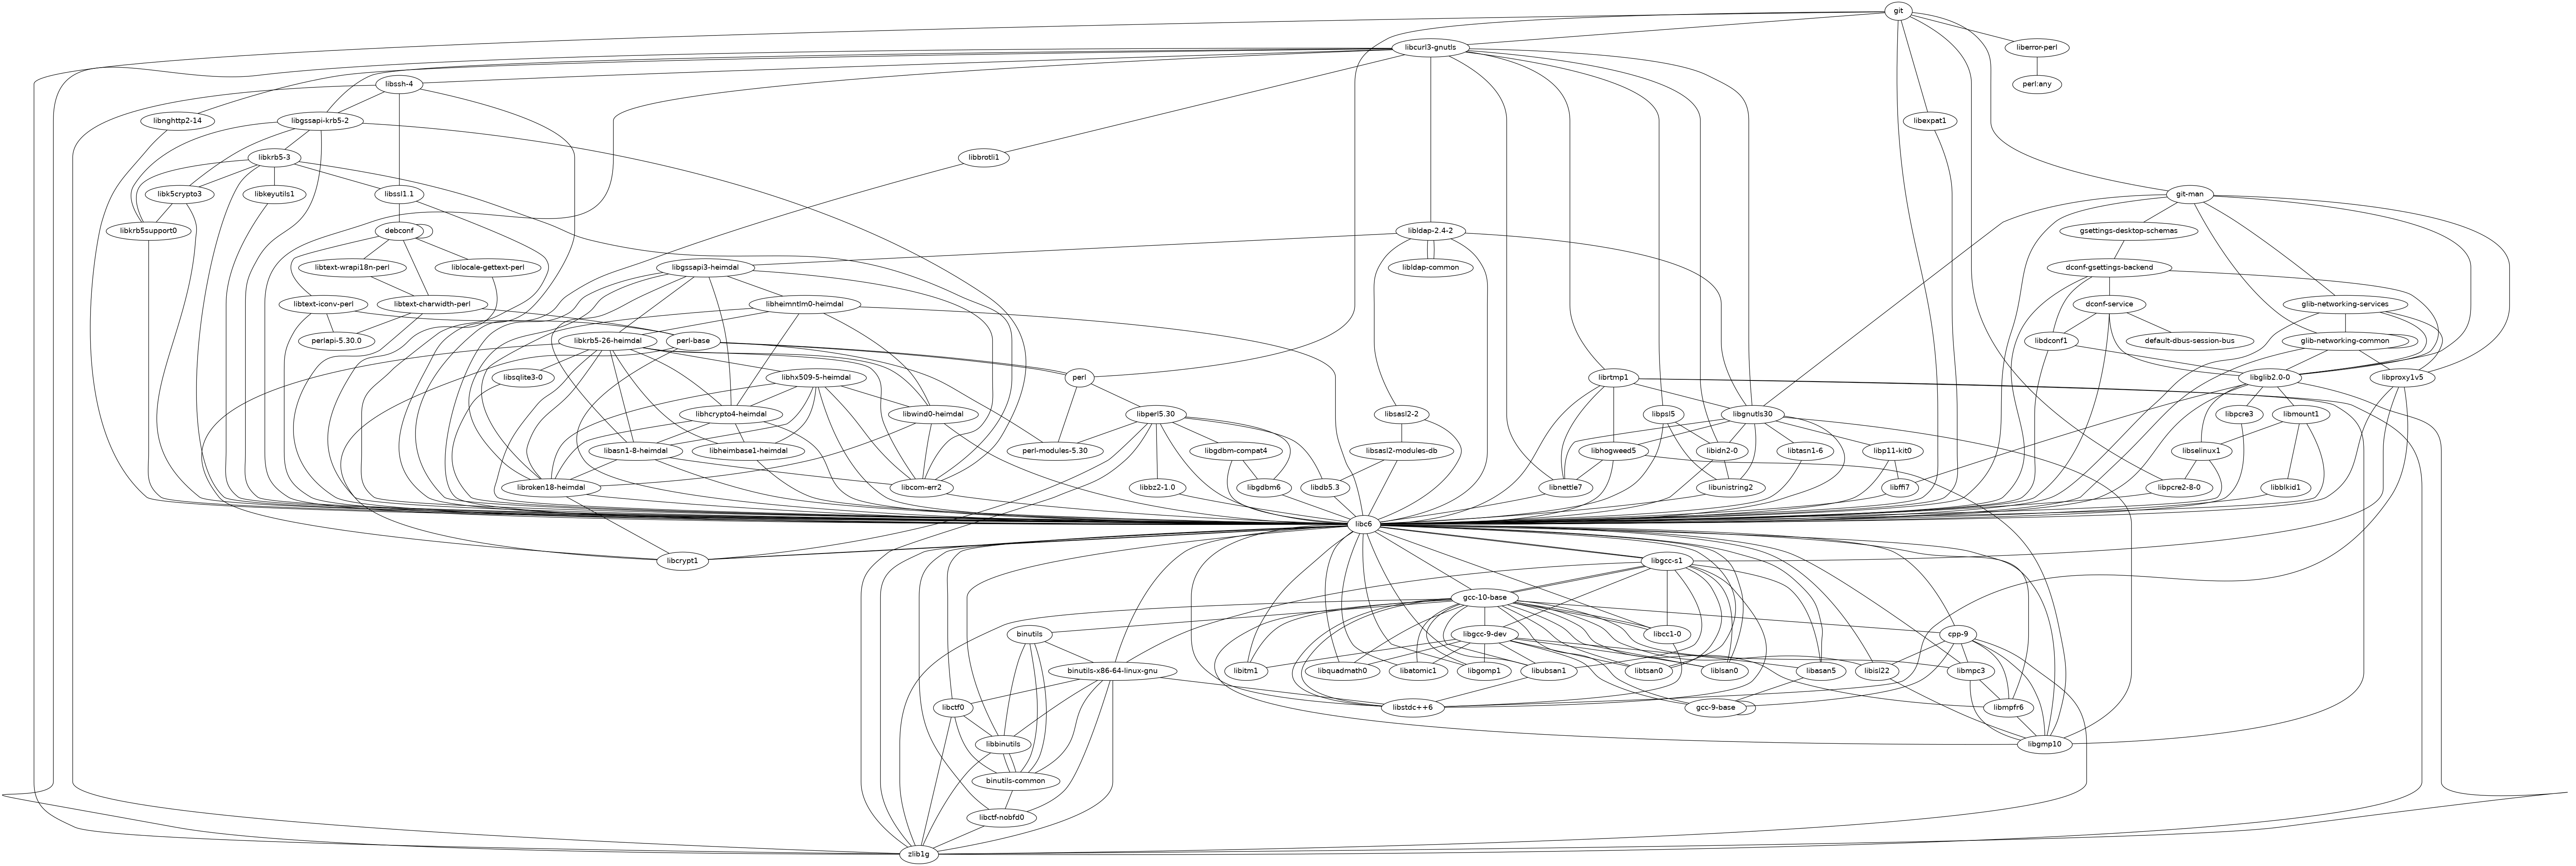 git
libcurl3-gnutls
liberror-perl
libssh-4
perl:any
libnghttp2-14
libgssapi-krb5-2
libexpat1
libkrb5-3
libbrotli1
libk5crypto3
libkeyutils1
libssl1.1
git-man
libkrb5support0
debconf
libldap-2.4-2
gsettings-desktop-schemas
libtext-wrapi18n-perl
liblocale-gettext-perl
libgssapi3-heimdal
libldap-common
dconf-gsettings-backend
libtext-iconv-perl
libtext-charwidth-perl
libheimntlm0-heimdal
dconf-service
glib-networking-services
perlapi-5.30.0
libkrb5-26-heimdal
perl-base
libdconf1
default-dbus-session-bus
glib-networking-common
libsqlite3-0
libhx509-5-heimdal
perl
librtmp1
libglib2.0-0
libproxy1v5
libhcrypto4-heimdal
libwind0-heimdal
libperl5.30
libsasl2-2
libpsl5
libgnutls30
libpcre3
libmount1
libasn1-8-heimdal
libheimbase1-heimdal
perl-modules-5.30
libgdbm-compat4
libsasl2-modules-db
libhogweed5
libidn2-0
libtasn1-6
libp11-kit0
libselinux1
libroken18-heimdal
libcom-err2
libbz2-1.0
libgdbm6
libdb5.3
libnettle7
libunistring2
libffi7
libpcre2-8-0
libblkid1
libc6
libcrypt1
libgcc-s1
gcc-10-base
binutils
libgcc-9-dev
libcc1-0
cpp-9
binutils-x86-64-linux-gnu
libitm1
libquadmath0
libatomic1
libgomp1
libubsan1
libtsan0
liblsan0
libasan5
libisl22
libmpc3
libctf0
libstdc++6
gcc-9-base
libmpfr6
libbinutils
libgmp10
binutils-common
libctf-nobfd0
zlib1g